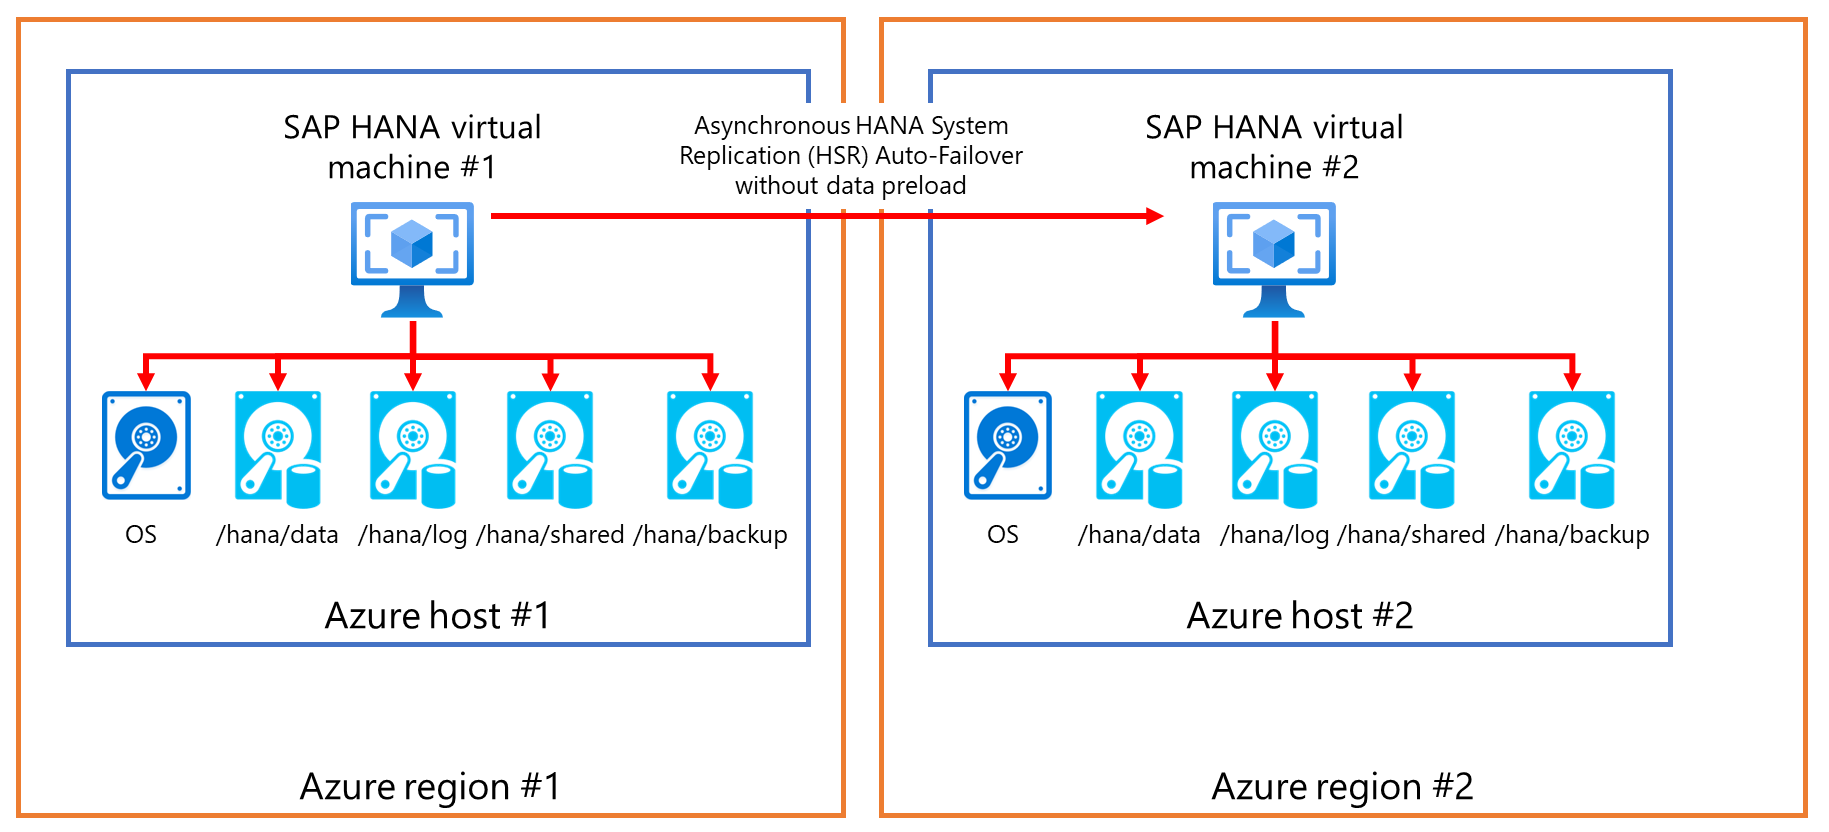 SAP HANA virtual
machine #1
Asynchronous HANA System
Replication (HSR) Auto-Failover
without data preload
SAP HANA virtual
machine #2
OS
/hana/data
/hana/log
/hana/shared
/hana/backup
OS
/hana/data
/hana/log
/hana/shared
/hana/backup
Azure host #1
Azure host #2
Azure region #1
Azure region #2